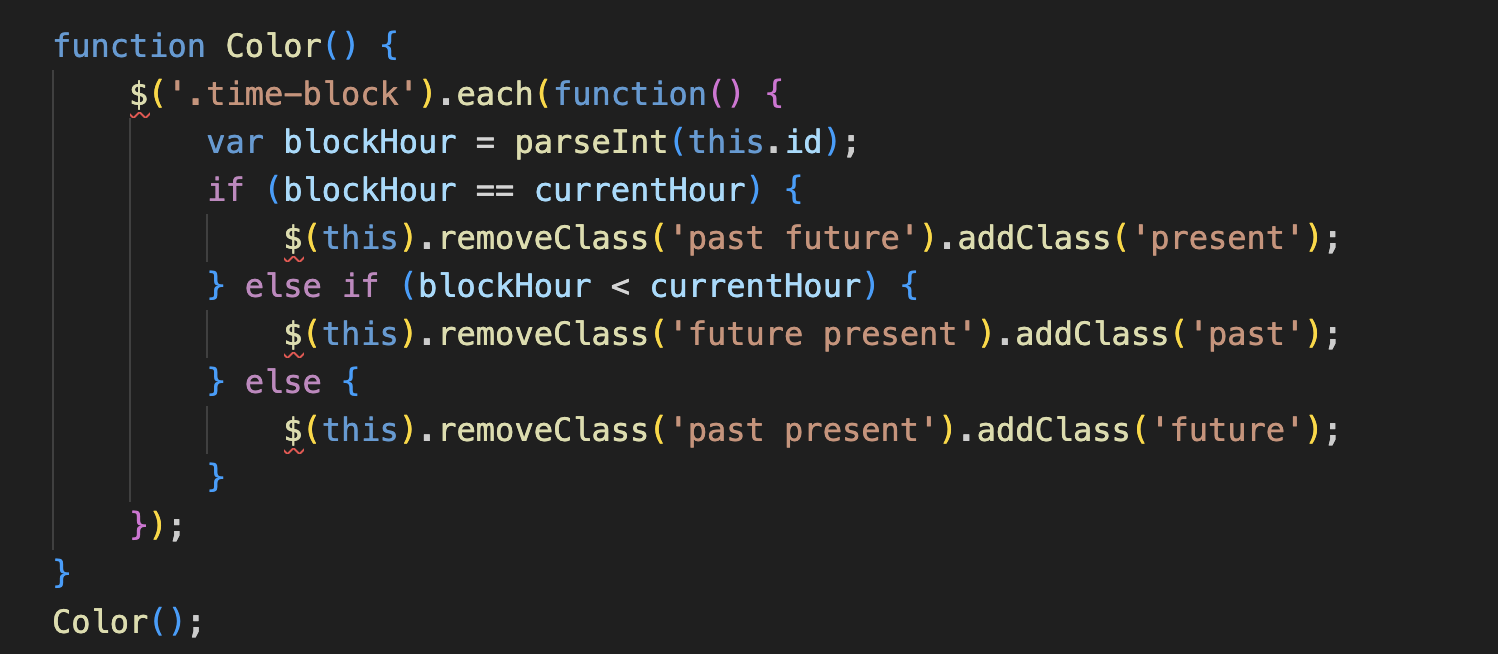 function Color() {
    $('.time-block').each(function() {
        var blockHour = parseInt(this.id);
        if (blockHour == currentHour) {
            $(this).removeClass('past future').addClass('present');
        } else if (blockHour < currentHour) {
            $(this).removeClass('future present').addClass('past');
        } else {
            $(this).removeClass('past present').addClass('future');
        }
    });
}
Color();